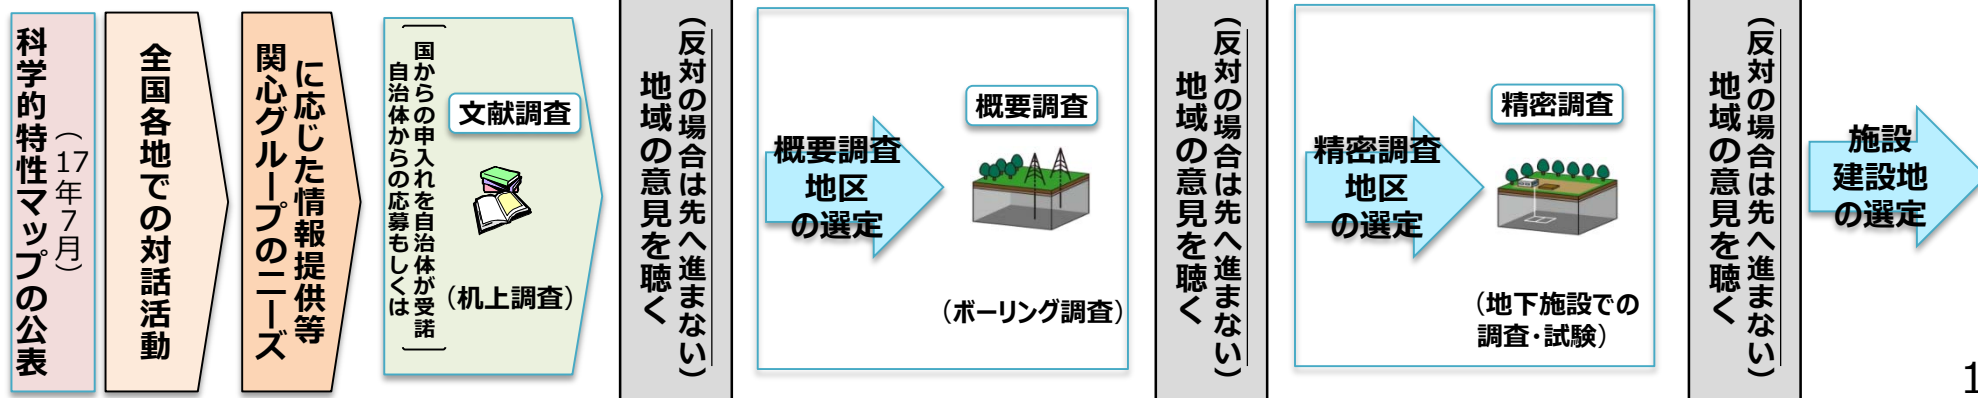 科学的特性マップの公表
（17年７月）
全国各地での対話活動
関心グループのニーズ
に応じた情報提供等
国からの申入れを自治体が受諾
自治体からの応募もしくは
文献調査
（机上調査）
（反対の場合は先へ進まない）
地域の意見を聴く
概要調査
地区
の選定
概要調査
（ボーリング調査）
（反対の場合は先へ進まない）
地域の意見を聴く
精密調査
地区
の選定
精密調査
（地下施設での
調査・試験）
（反対の場合は先へ進まない）
地域の意見を聴く
施設
建設地
の選定
1